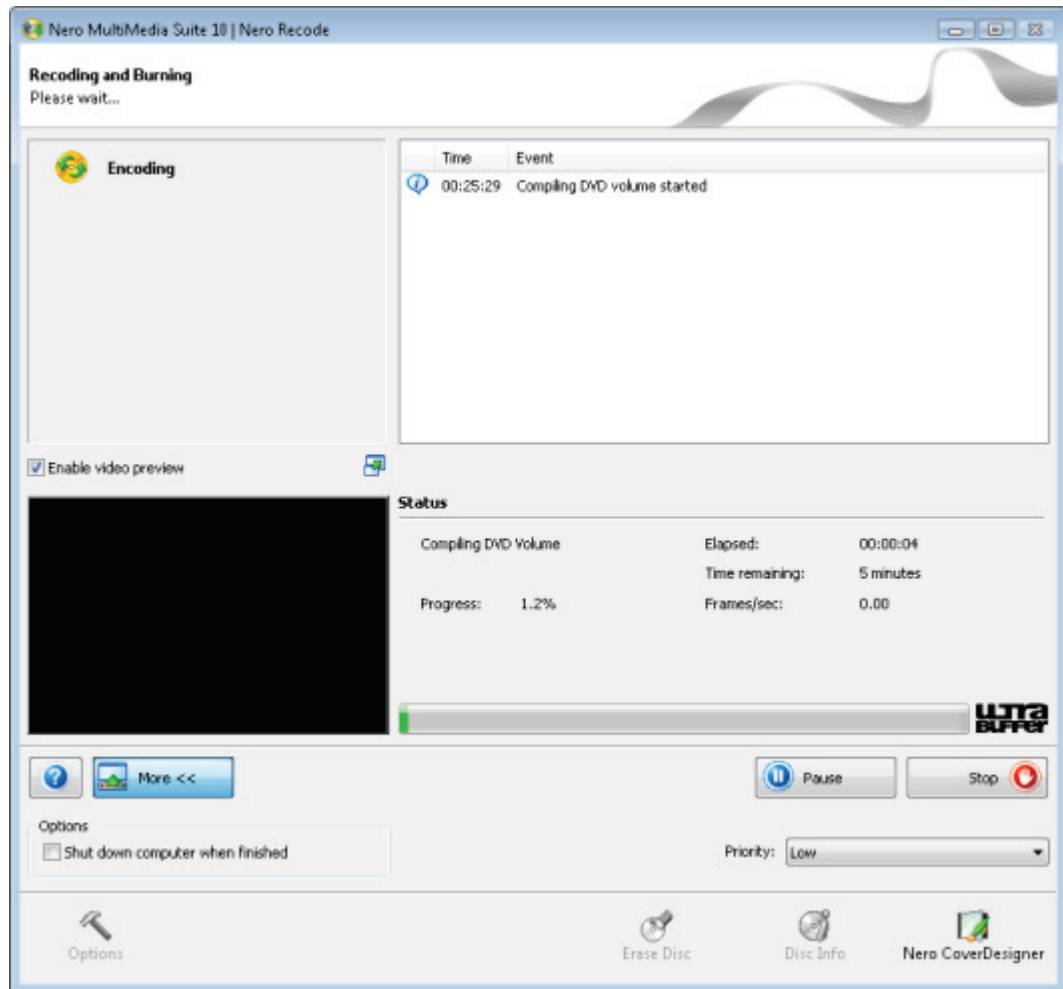 Nero MultiMedia Suite 10 | Nero Recode
Recoding and Burning
Please wait...
Encoding
Time Event
00:25:29 Compiling DVD volume started
Enable video preview
Status
Compiling DVD Volume Elapsed: 00:00:04
Time remaining: 5 minutes
Progress: 1.2% Frames/sec: 0.00
ULTRA
BUFFER
? More << Pause Stop
Options
Shut down computer when finished
Priority: Low
Options Erase Disc Disc Info Nero CoverDesigner